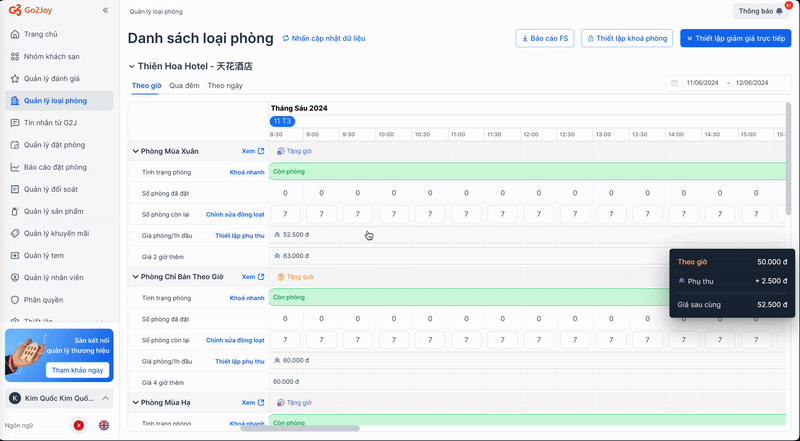 Go2Joy
Trang chủ
Nhóm khách sạn
Quản lý đánh giá
Quản lý loại phòng
Tin nhắn từ G2J
Quản lý đặt phòng
Báo cáo đặt phòng
Quản lý đối soát
Quản lý sản phẩm
Quản lý khuyến mãi
Quản lý tem
Quản lý nhân viên
Phân quyền
Sàn kết nối
quản lý thương hiệu
Tham khảo ngay
K Kim Quốc Kim Quố...
Ngôn ngữ
Quản lý loại phòng
Thông báo
Danh sách loại phòng
Nhấn cập nhật dữ liệu
Báo cáo FS
Thiết lập khoá phòng
Thiết lập giảm giá trực tiếp
Thiên Hoa Hotel - 天花酒店
Theo giờ Qua đêm Theo ngày
11/06/2024 - 12/06/2024
Tháng Sáu 2024
11 T3
8:30 9:00 9:30 10:00 10:30 11:00 11:30 12:00 12:30 13:00 13:30 14:00 14:30 15:00
Phòng Mùa Xuân Xem Tặng giờ
Tình trạng phòng Khoá nhanh Còn phòng
Số phòng đã đặt 0 0 0 0 0 0 0 0 0 0 0 0 0 0
Số phòng còn lại Chỉnh sửa đồng loạt 7 7 7 7 7 7 7 7 7 7 7 7 7 7
Giá phòng/1h đầu Thiết lập phụ thu 52.500 đ
Giá 2 giờ thêm 63.000 đ
Theo giờ 50.000 đ
Phụ thu + 2.500 đ
Giá sau cùng 52.500 đ
Phòng Chỉ Bán Theo Giờ Xem Tặng quà
Tình trạng phòng Khoá nhanh Còn phòng
Số phòng đã đặt 0 0 0 0 0 0 0 0 0 0 0 0 0 0
Số phòng còn lại Chỉnh sửa đồng loạt 7 7 7 7 7 7 7 7 7 7 7 7 7 7
Giá phòng/1h đầu Thiết lập phụ thu 60.000 đ
Giá 4 giờ thêm 60.000 đ
Phòng Mùa Hạ Xem Tặng giờ
Tình trạng phòng Khoá nhanh Còn phòng